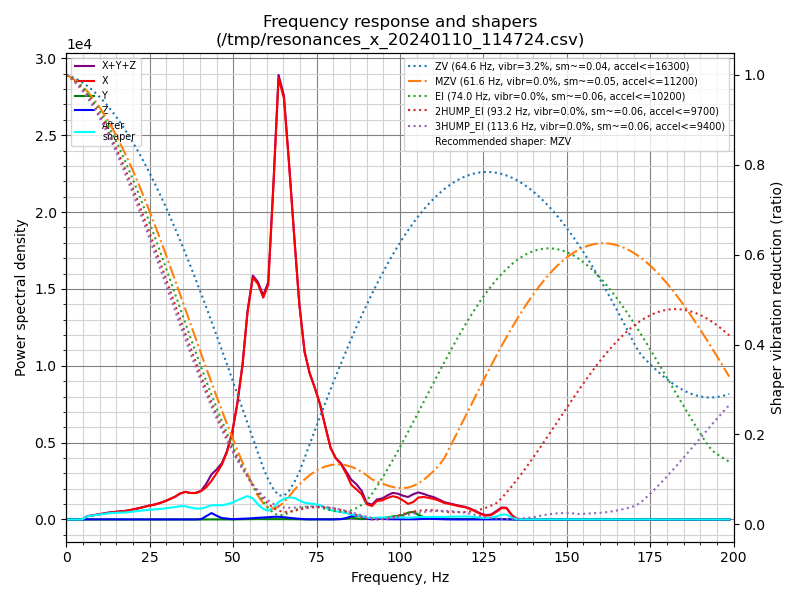 Frequency response and shapers
(/tmp/resonances_x_20240110_114724.csv)
1e4
X+Y+Z
X
Y
Z
After
shaper
ZV (64.6 Hz, vibr=3.2%, sm~=0.04, accel<=16300)
MZV (61.6 Hz, vibr=0.0%, sm~=0.05, accel<=11200)
EI (74.0 Hz, vibr=0.0%, sm~=0.06, accel<=10200)
2HUMP_EI (93.2 Hz, vibr=0.0%, sm~=0.06, accel<=9700)
3HUMP_EI (113.6 Hz, vibr=0.0%, sm~=0.06, accel<=9400)
Recommended shaper: MZV
3.0
2.5
2.0
1.5
1.0
0.5
0.0
Power spectral density
1.0
0.8
0.6
0.4
0.2
0.0
Shaper vibration reduction (ratio)
0 25 50 75 100 125 150 175 200
Frequency, Hz